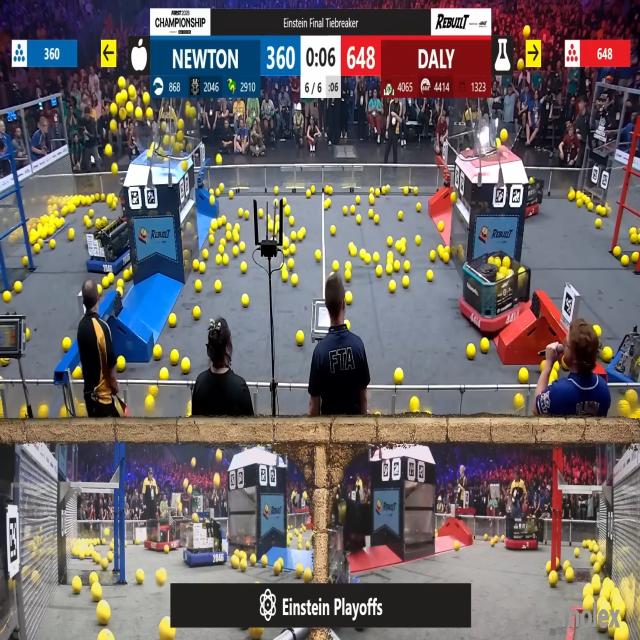 FIRST 2026
CHAMPIONSHIP
Einstein Final Tiebreaker
REBUILT
360
NEWTON
360
0:06
648
DALY
648
868
2046
2910
6 / 6
:06
4065
4414
1323
REBUILT
REBUILT
4414
FTA
Einstein Playoffs